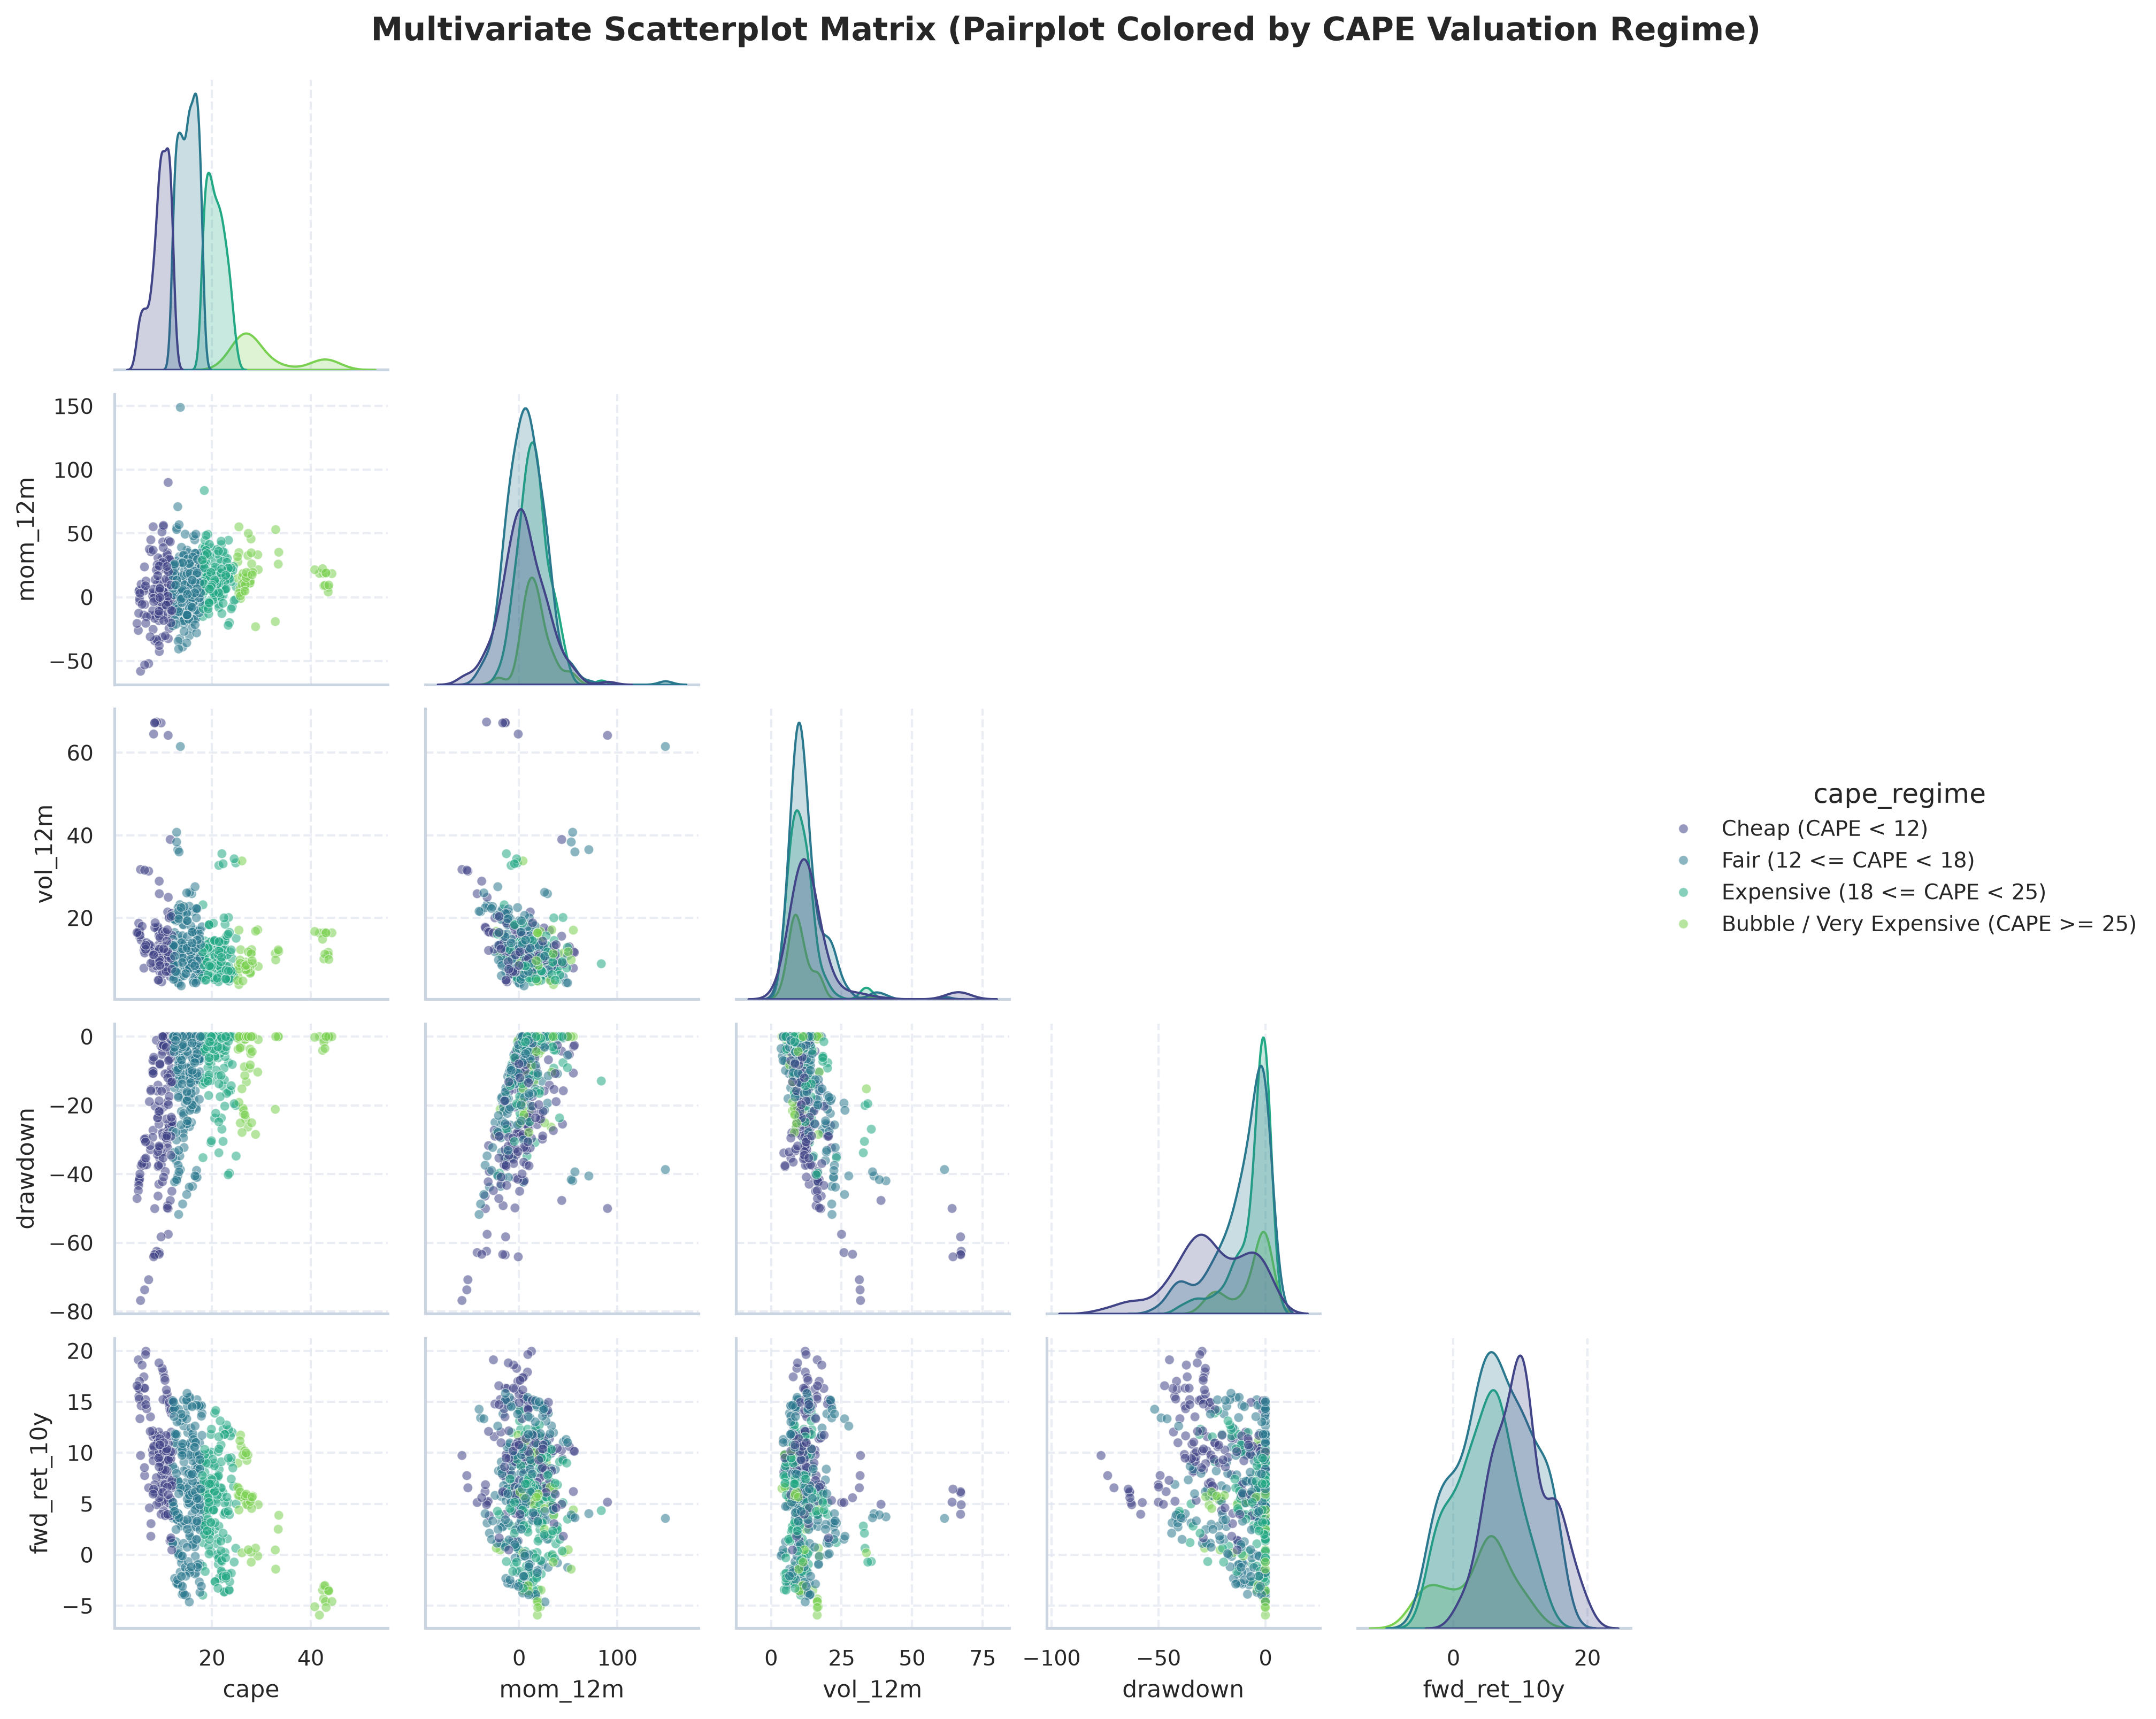 Multivariate Scatterplot Matrix (Pairplot Colored by CAPE Valuation Regime)
150
100
50
0
−50
mom_12m
60
40
20
vol_12m
cape_regime
Cheap (CAPE < 12)
Fair (12 <= CAPE < 18)
Expensive (18 <= CAPE < 25)
Bubble / Very Expensive (CAPE >= 25)
0
−20
−40
−60
−80
drawdown
20
15
10
5
0
−5
fwd_ret_10y
20 40
0 100
0 25 50 75
−100 −50 0
0 20
cape
mom_12m
vol_12m
drawdown
fwd_ret_10y